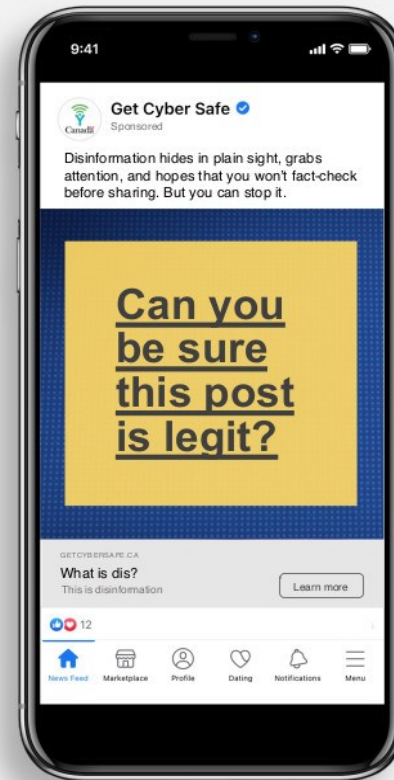 9:41
Get Cyber Safe
Canada
Sponsored
Disinformation hides in plain sight, grabs
attention, and hopes that you won't fact-check
before sharing. But you can stop it.
Can you
be sure
this post
is legit?
GETCYBERSAFE.CA
What is dis?
This is disinformation
Learn more
12
News Feed
Marketplace
Profile
Dating
Notifications
Menu